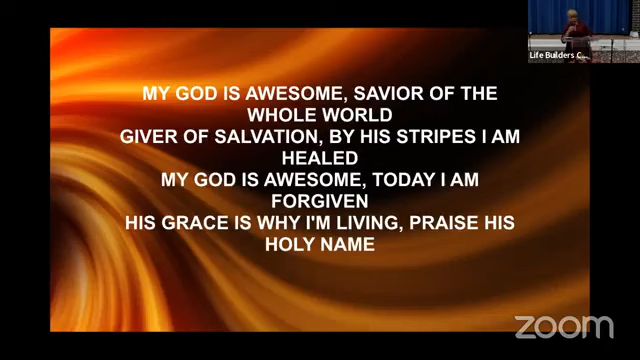 Life Builders C...
MY GOD IS AWESOME, SAVIOR OF THE
WHOLE WORLD
GIVER OF SALVATION, BY HIS STRIPES I AM
HEALED
MY GOD IS AWESOME, TODAY I AM
FORGIVEN
HIS GRACE IS WHY I'M LIVING, PRAISE HIS
HOLY NAME
zoom